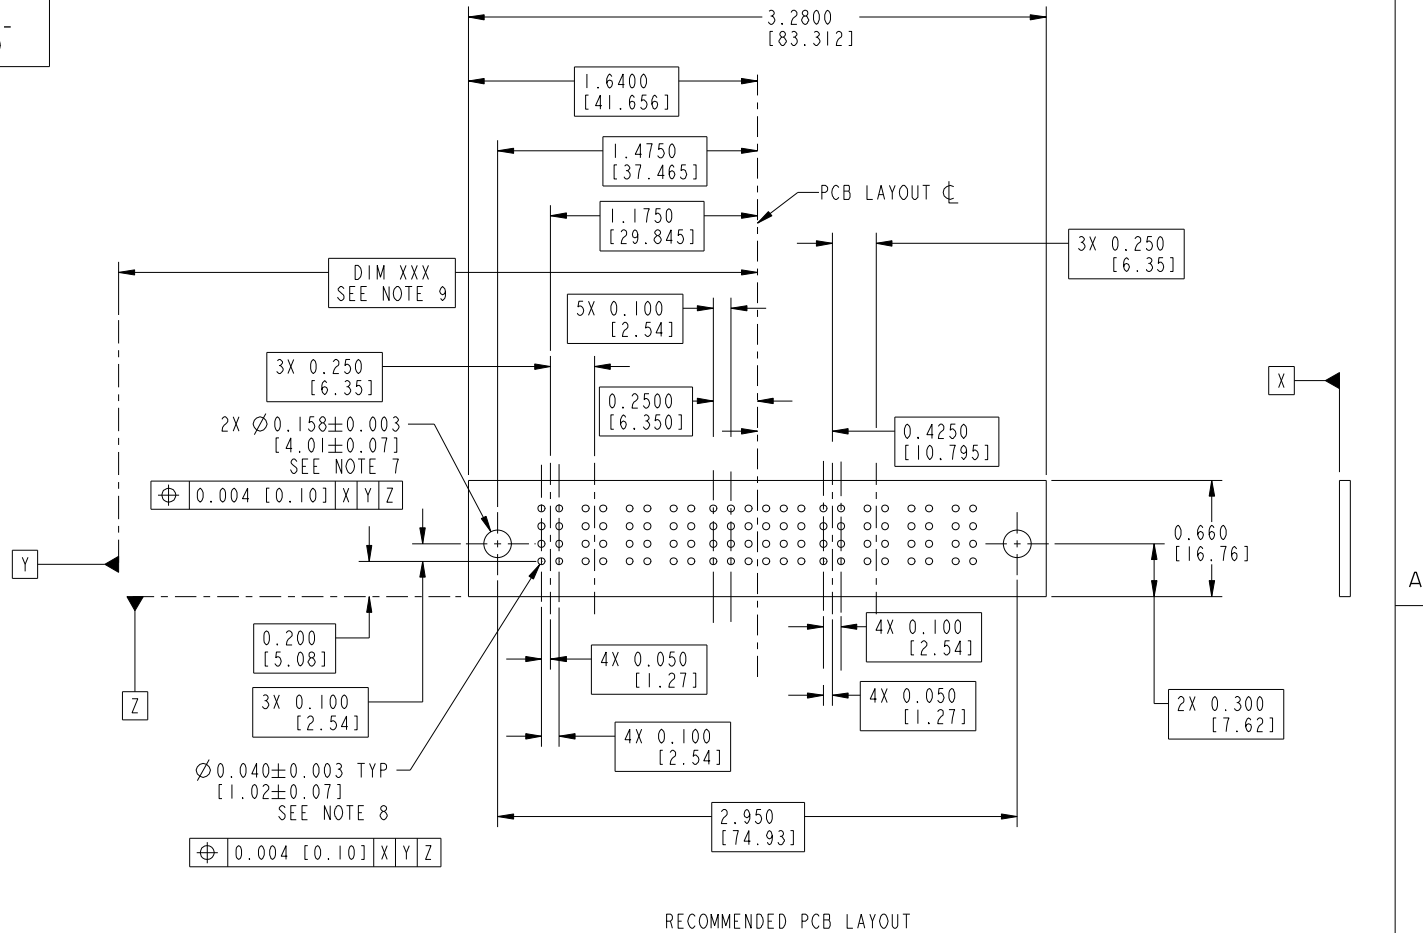 3.2800
[83.312]
1.6400
[41.656]
1.4750
[37.465]
PCB LAYOUT ℄
1.1750
[29.845]
3X 0.250
[6.35]
DIM XXX
SEE NOTE 9
5X 0.100
[2.54]
3X 0.250
[6.35]
X
0.2500
[6.350]
2X ⌀0.158±0.003
[4.01±0.07]
SEE NOTE 7
0.4250
[10.795]
⌖ 0.004 [0.10] X Y Z
0.660
[16.76]
Y
A
0.200
[5.08]
4X 0.100
[2.54]
4X 0.050
[1.27]
Z
3X 0.100
[2.54]
4X 0.050
[1.27]
2X 0.300
[7.62]
4X 0.100
[2.54]
⌀0.040±0.003 TYP
[1.02±0.07]
SEE NOTE 8
2.950
[74.93]
⌖ 0.004 [0.10] X Y Z
RECOMMENDED PCB LAYOUT